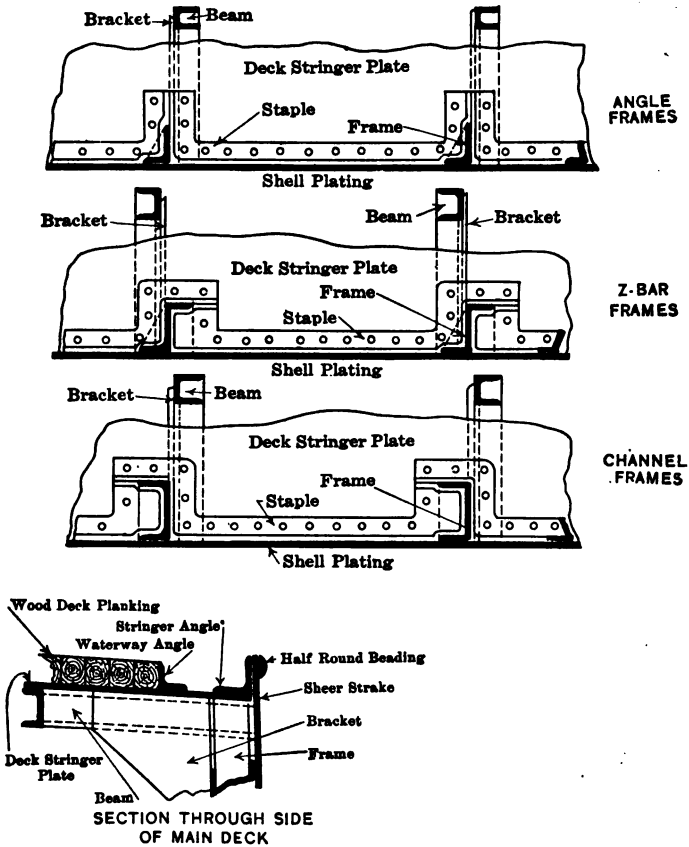 Bracket
Beam
Deck Stringer Plate
Staple
Frame
Shell Plating
ANGLE
FRAMES
Bracket
Beam
Bracket
Deck Stringer Plate
Frame
Staple
Shell Plating
Z-BAR
FRAMES
Bracket
Beam
Deck Stringer Plate
Frame
Staple
Shell Plating
CHANNEL
FRAMES
Wood Deck Planking
Stringer Angle
Waterway Angle
Half Round Beading
Sheer Strake
Bracket
Frame
Deck Stringer
Plate
Beam
SECTION THROUGH SIDE
OF MAIN DECK